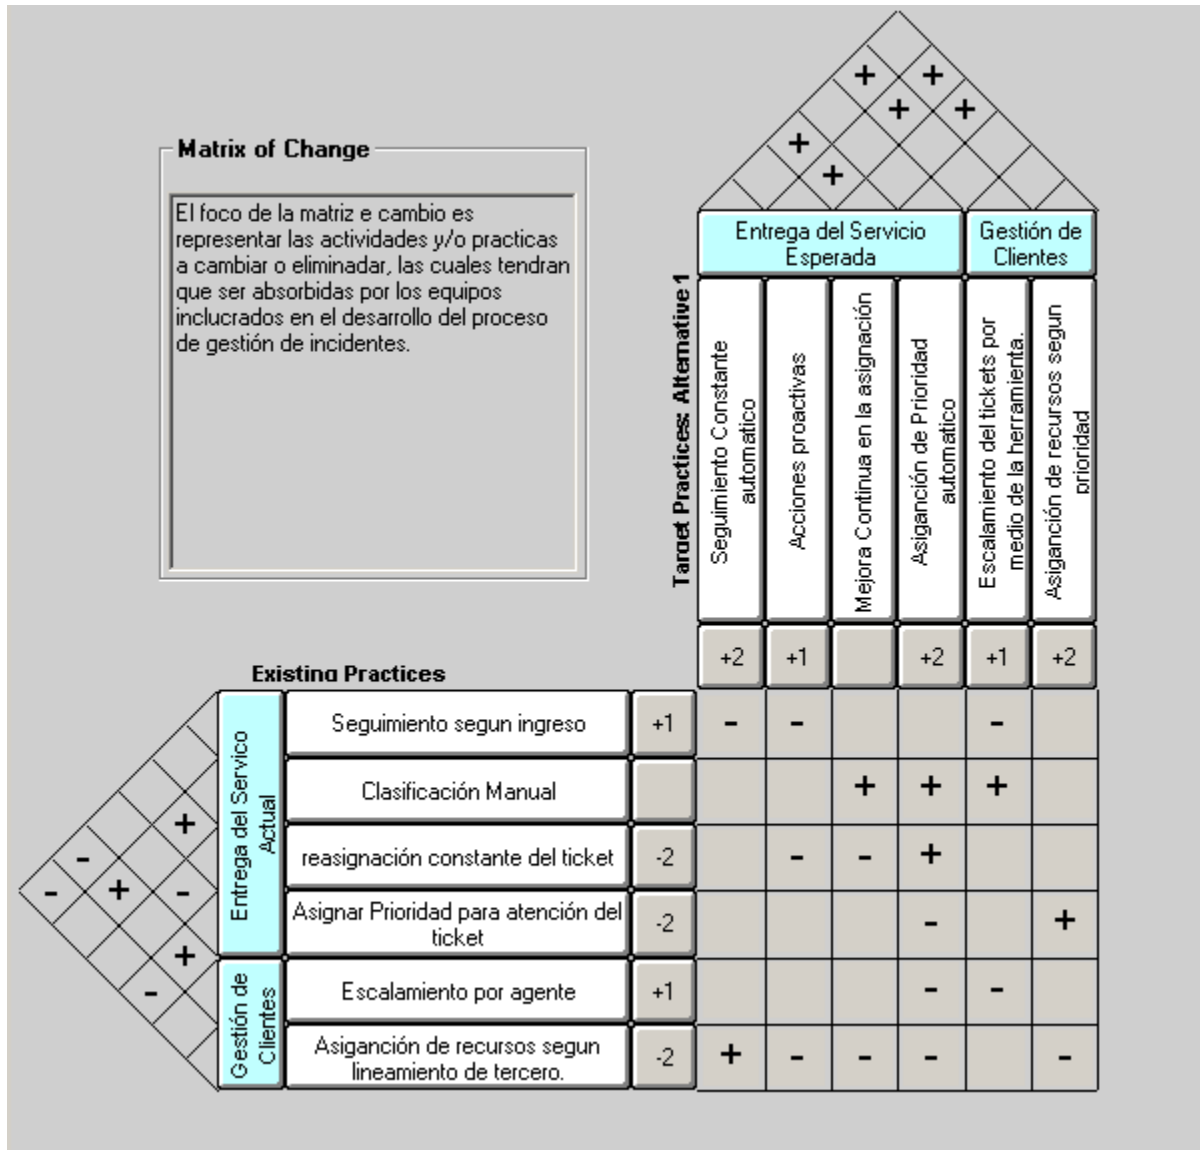 + +
+ +
+
+
Matrix of Change
El foco de la matriz e cambio es
representar las actividades y/o practicas
a cambiar o eliminadar, las cuales tendran
que ser absorbidas por los equipos
inclucrados en el desarrollo del proceso
de gestión de incidentes.
Entrega del Servicio
Esperada
Gestión de
Clientes
Target Practices: Alternative 1
Seguimiento Constante
automatico
Acciones proactivas
Mejora Continua en la asignación
Asiganción de Prioridad
automatico
Escalamiento del tickets por
medio de la herramienta.
Asiganción de recursos segun
prioridad
+2 +1 +2 +1 +2
Existing Practices
Entrega del Servico
Actual
Seguimiento segun ingreso +1 - - -
Clasificación Manual + + +
reasignación constante del ticket -2 - - +
Asignar Prioridad para atención del
ticket -2 - +
Gestión de
Clientes
Escalamiento por agente +1 - -
Asiganción de recursos segun
lineamiento de tercero. -2 + - - - -
+
-
- + -
+
-